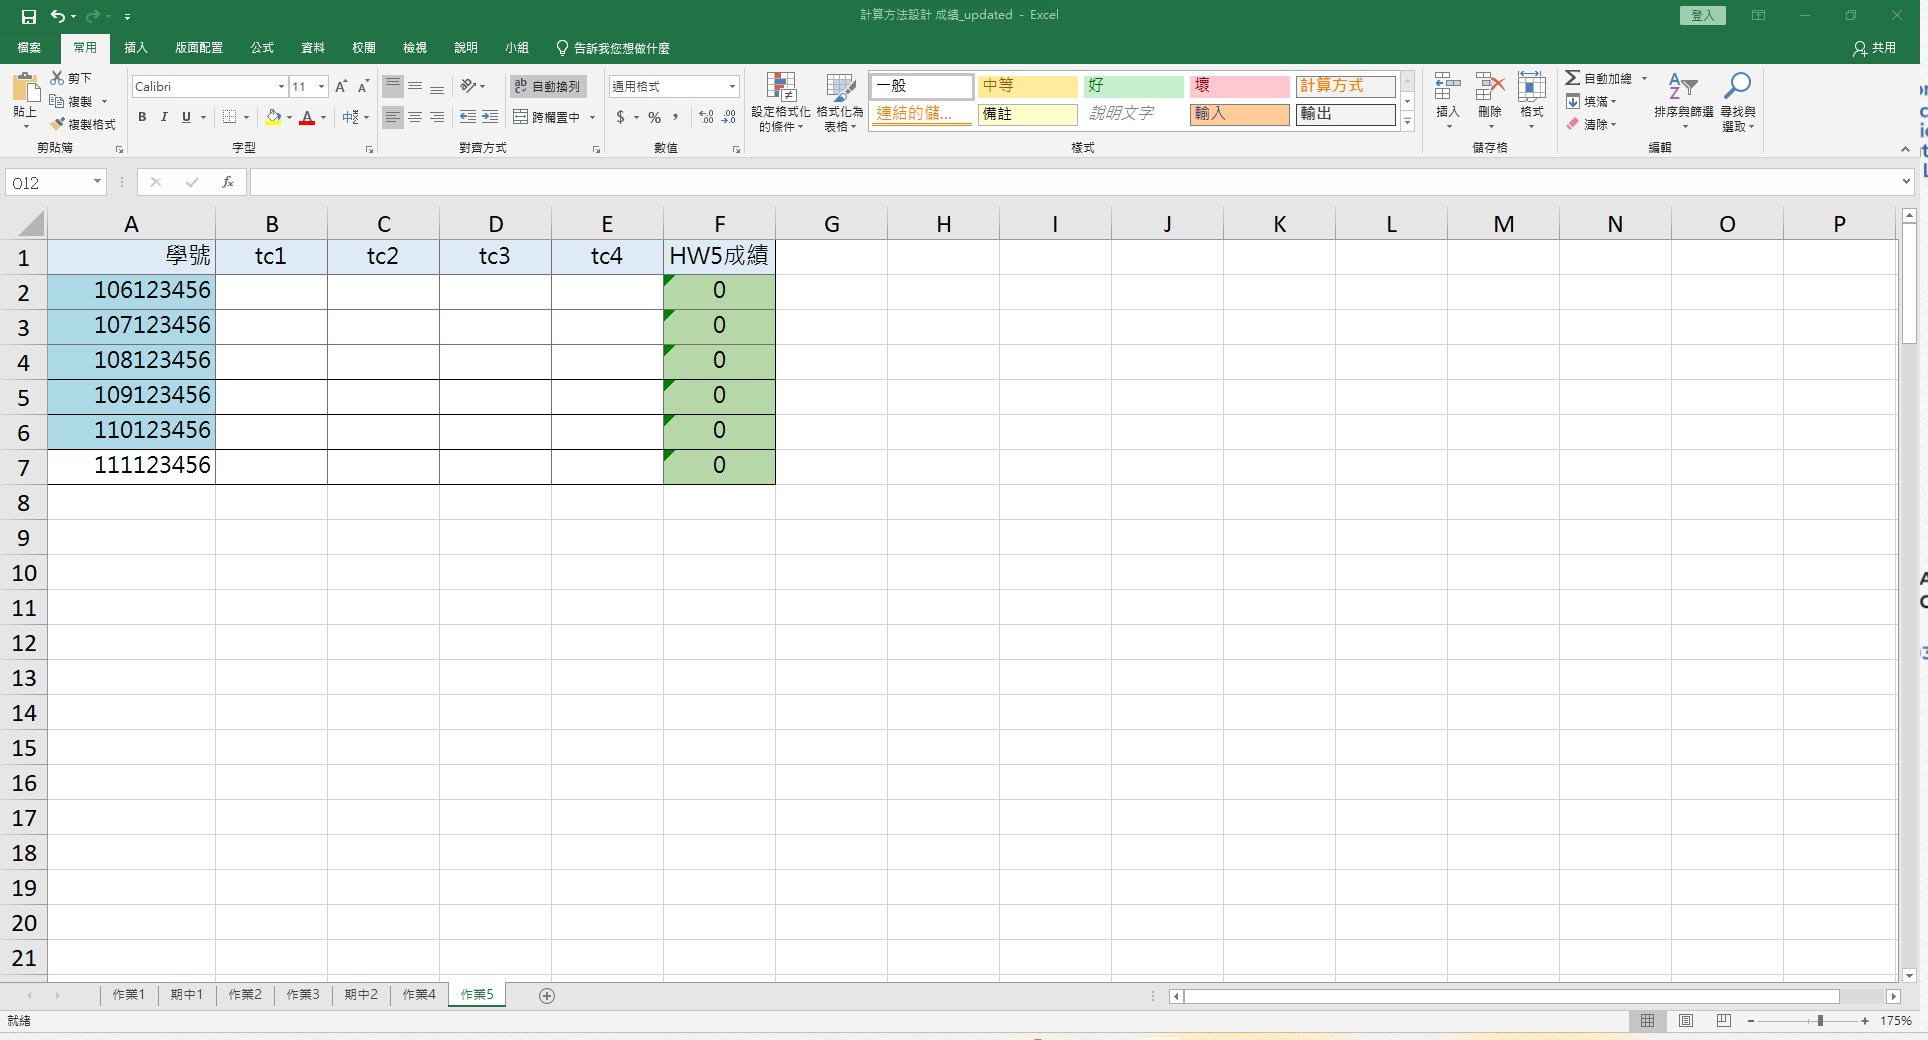 計算方法設計 成績_updated - Excel
登入
檔案 常用 插入 版面配置 公式 資料 校閱 檢視 說明 小組 告訴我您想做什麼
共用
貼上
剪下
複製
複製格式
剪貼簿
Calibri 11
B I U
字型
自動換列
跨欄置中
對齊方式
通用格式
$ % ,
數值
設定格式化的條件
格式化為表格
一般 中等 好 壞 計算方式
連結的儲... 備註 說明文字 輸入 輸出
樣式
插入 刪除 格式
儲存格
自動加總
填滿
清除
排序與篩選
尋找與選取
編輯
O12
fx
A B C D E F G H I J K L M N O P
1 學號 tc1 tc2 tc3 tc4 HW5成績
2 106123456 0
3 107123456 0
4 108123456 0
5 109123456 0
6 110123456 0
7 111123456 0
8
9
10
11
12
13
14
15
16
17
18
19
20
21
作業1 期中1 作業2 作業3 期中2 作業4 作業5
就緒
175%